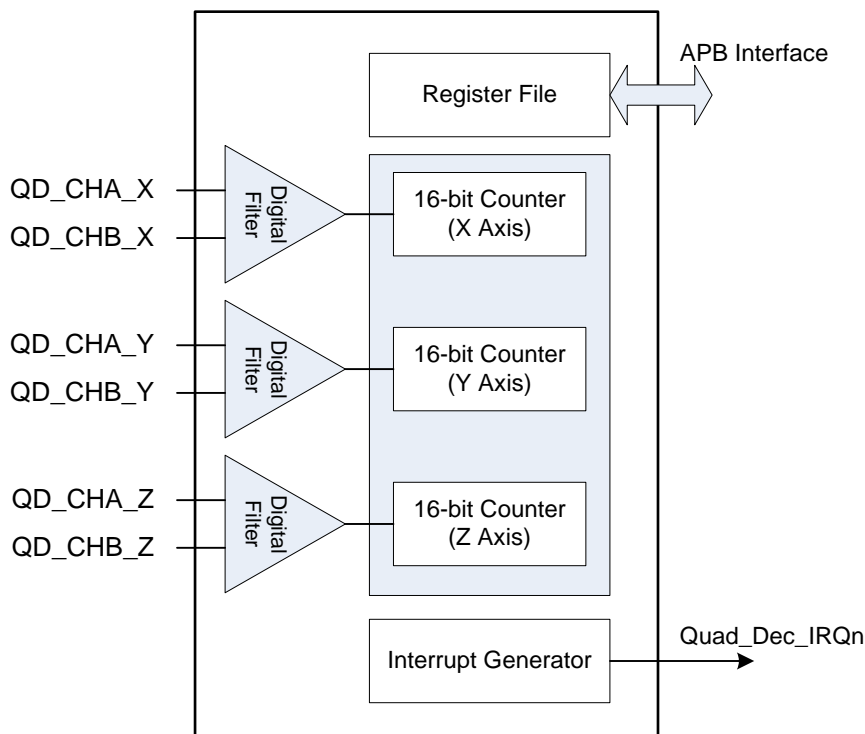 APB Interface
Register File
QD_CHA_X
QD_CHB_X
Digital
Filter
16-bit Counter
(X Axis)
QD_CHA_Y
QD_CHB_Y
Digital
Filter
16-bit Counter
(Y Axis)
QD_CHA_Z
QD_CHB_Z
Digital
Filter
16-bit Counter
(Z Axis)
Interrupt Generator
Quad_Dec_IRQn